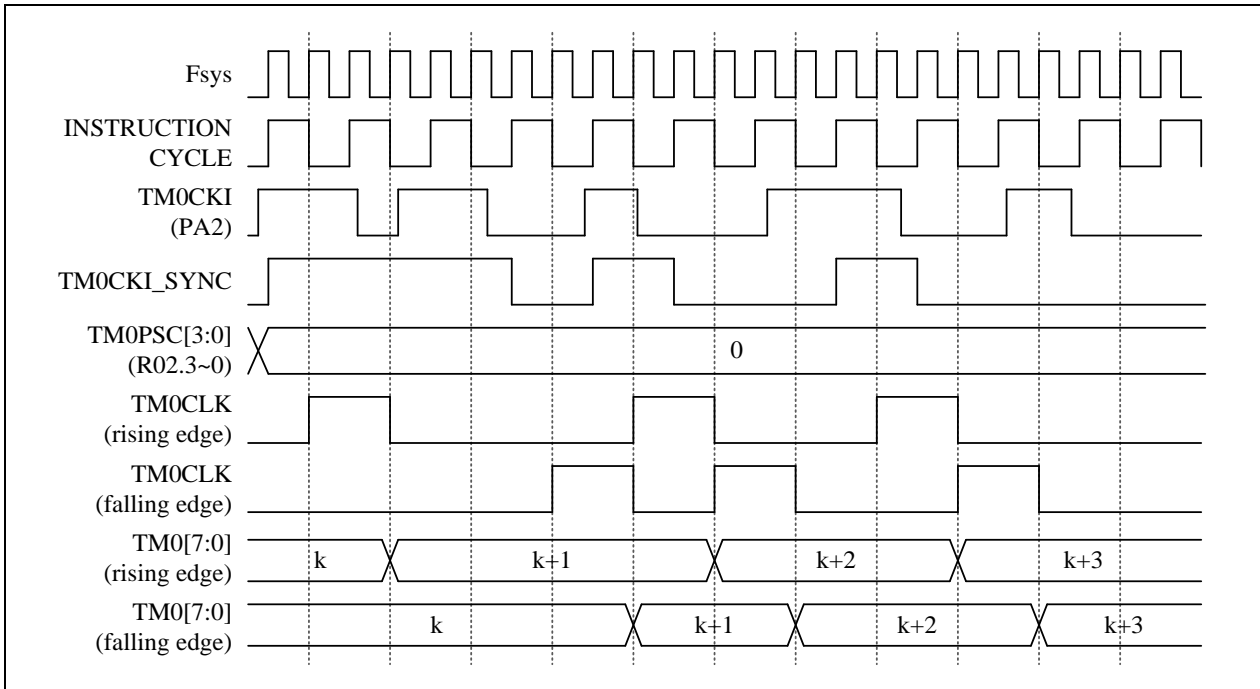 Fsys
INSTRUCTION
CYCLE
TM0CKI
(PA2)
TM0CKI_SYNC
TM0PSC[3:0]
(R02.3~0)
0
TM0CLK
(rising edge)
TM0CLK
(falling edge)
TM0[7:0]
(rising edge)
k k+1 k+2 k+3
TM0[7:0]
(falling edge)
k k+1 k+2 k+3